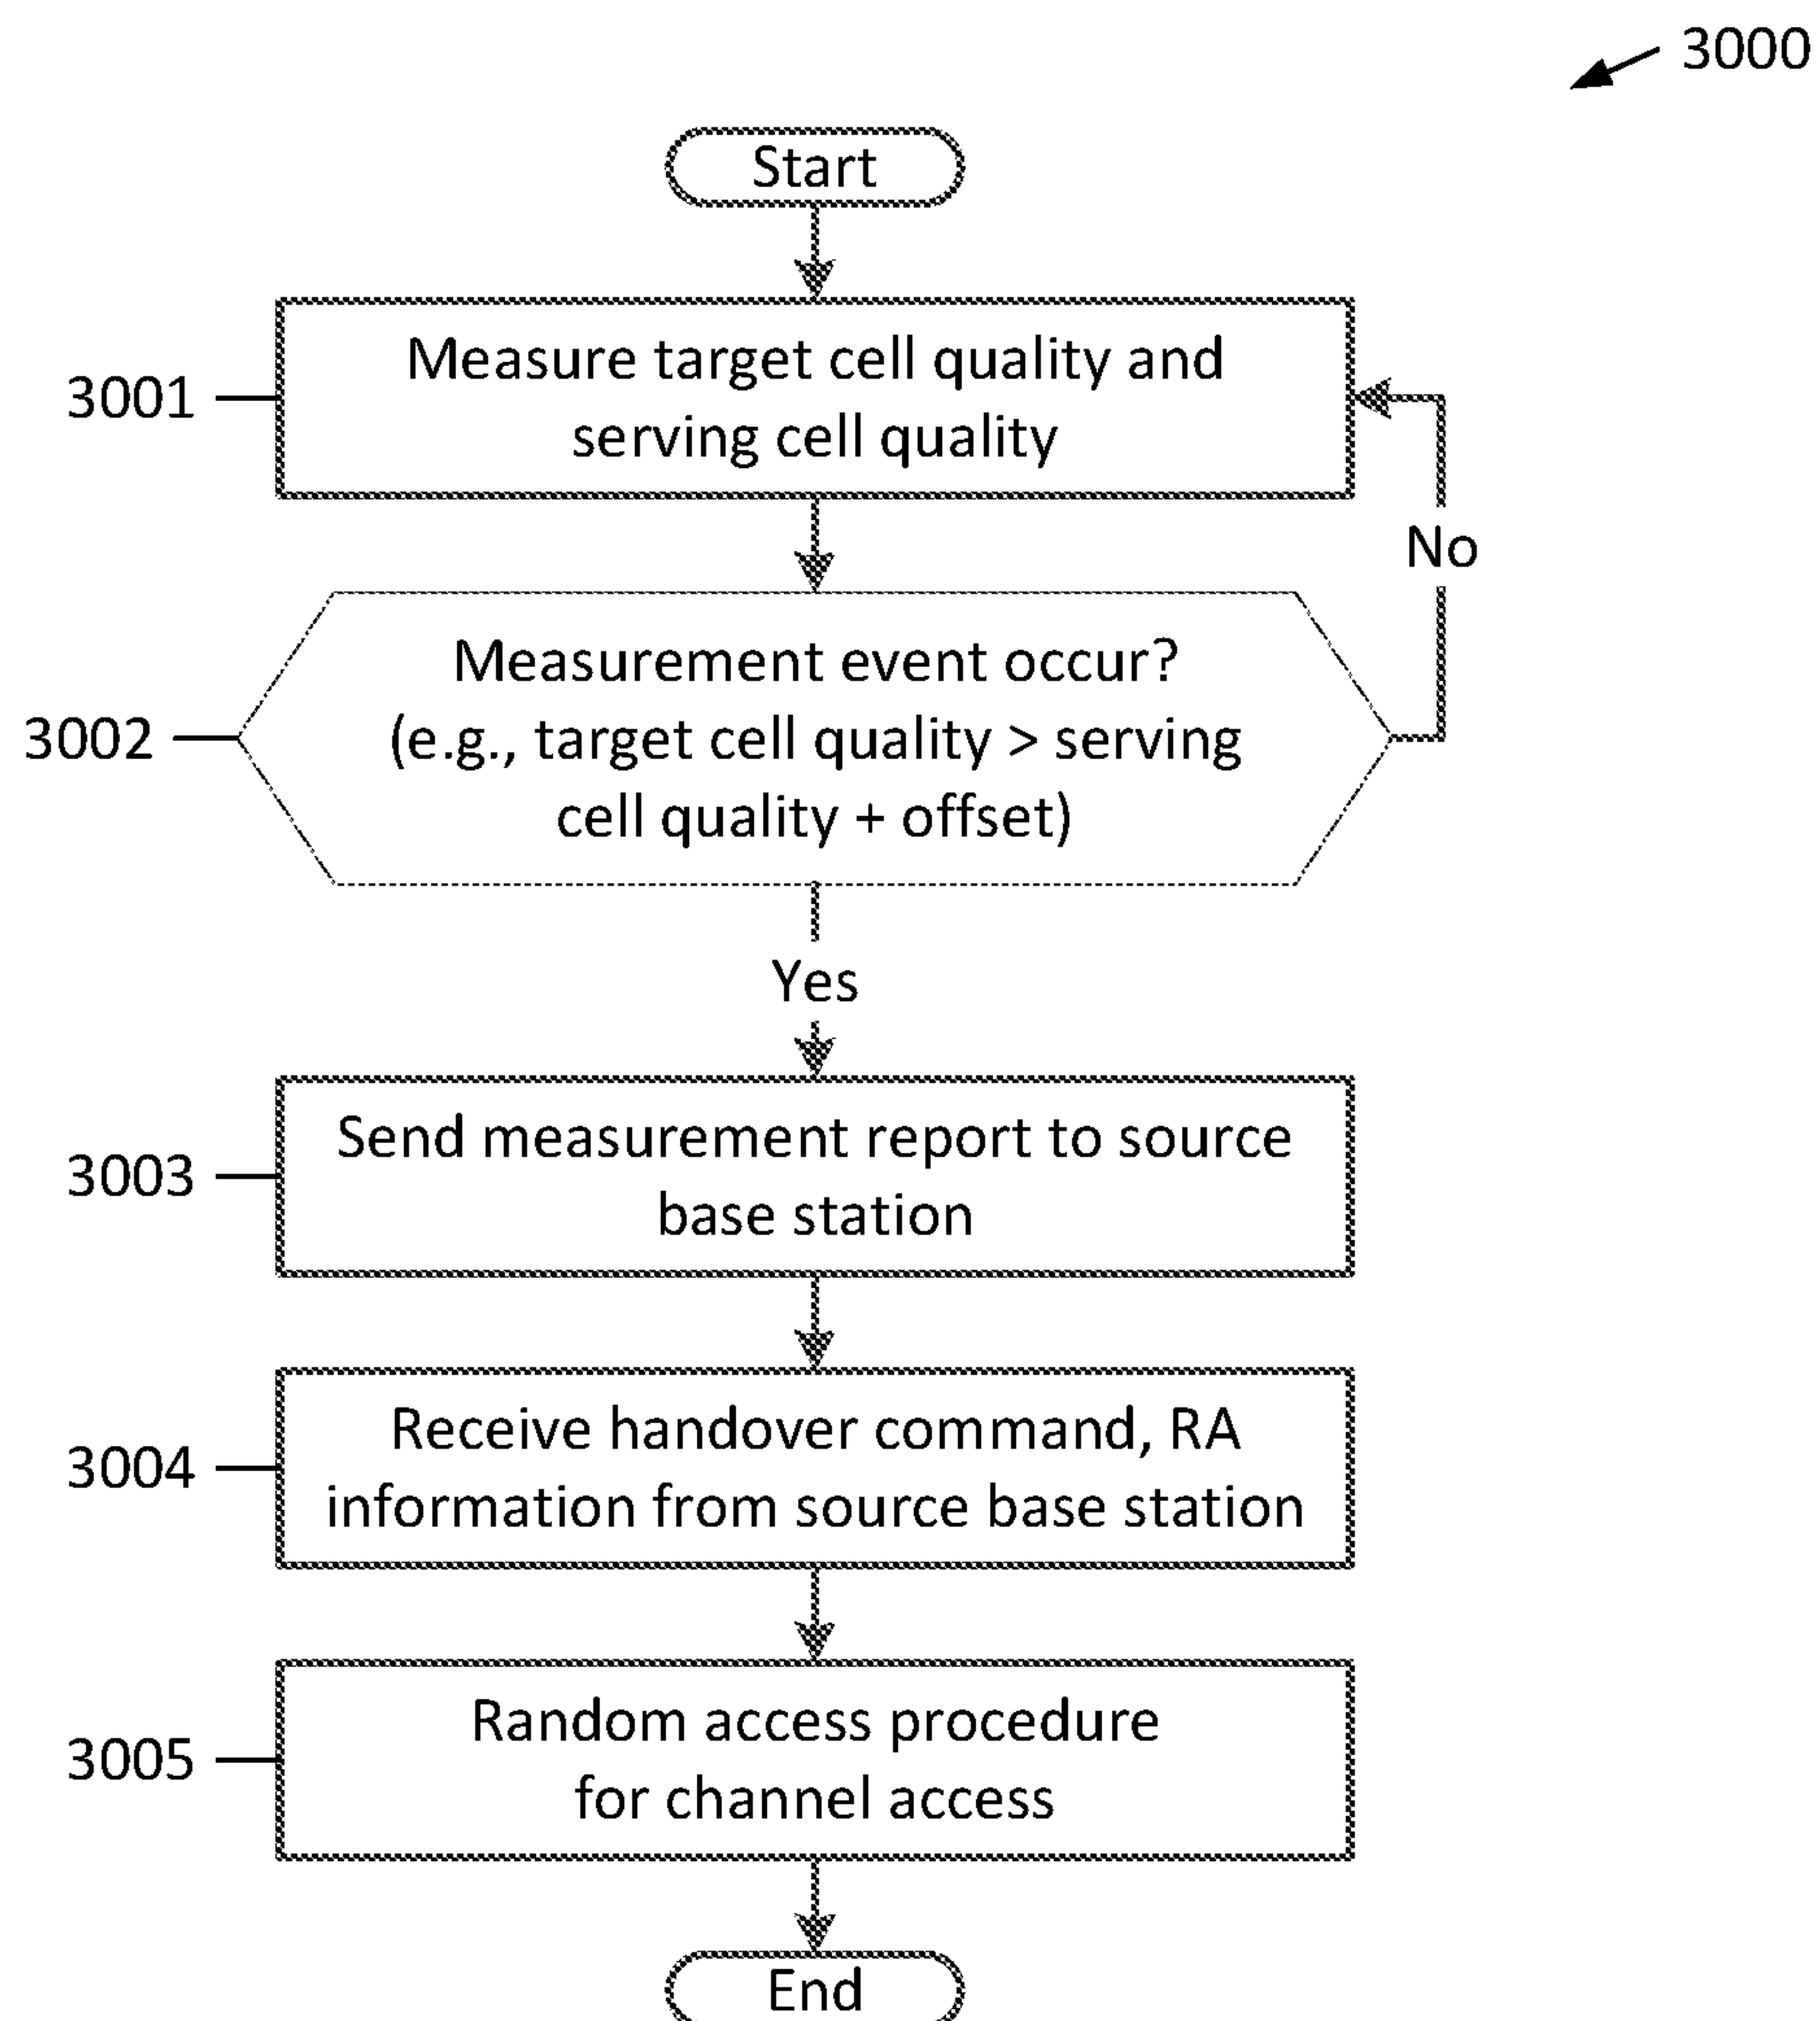 3000
Start
3001
Measure target cell quality and
serving cell quality
No
3002
Measurement event occur?
(e.g., target cell quality > serving
cell quality + offset)
Yes
3003
Send measurement report to source
base station
3004
Receive handover command, RA
information from source base station
3005
Random access procedure
for channel access
End